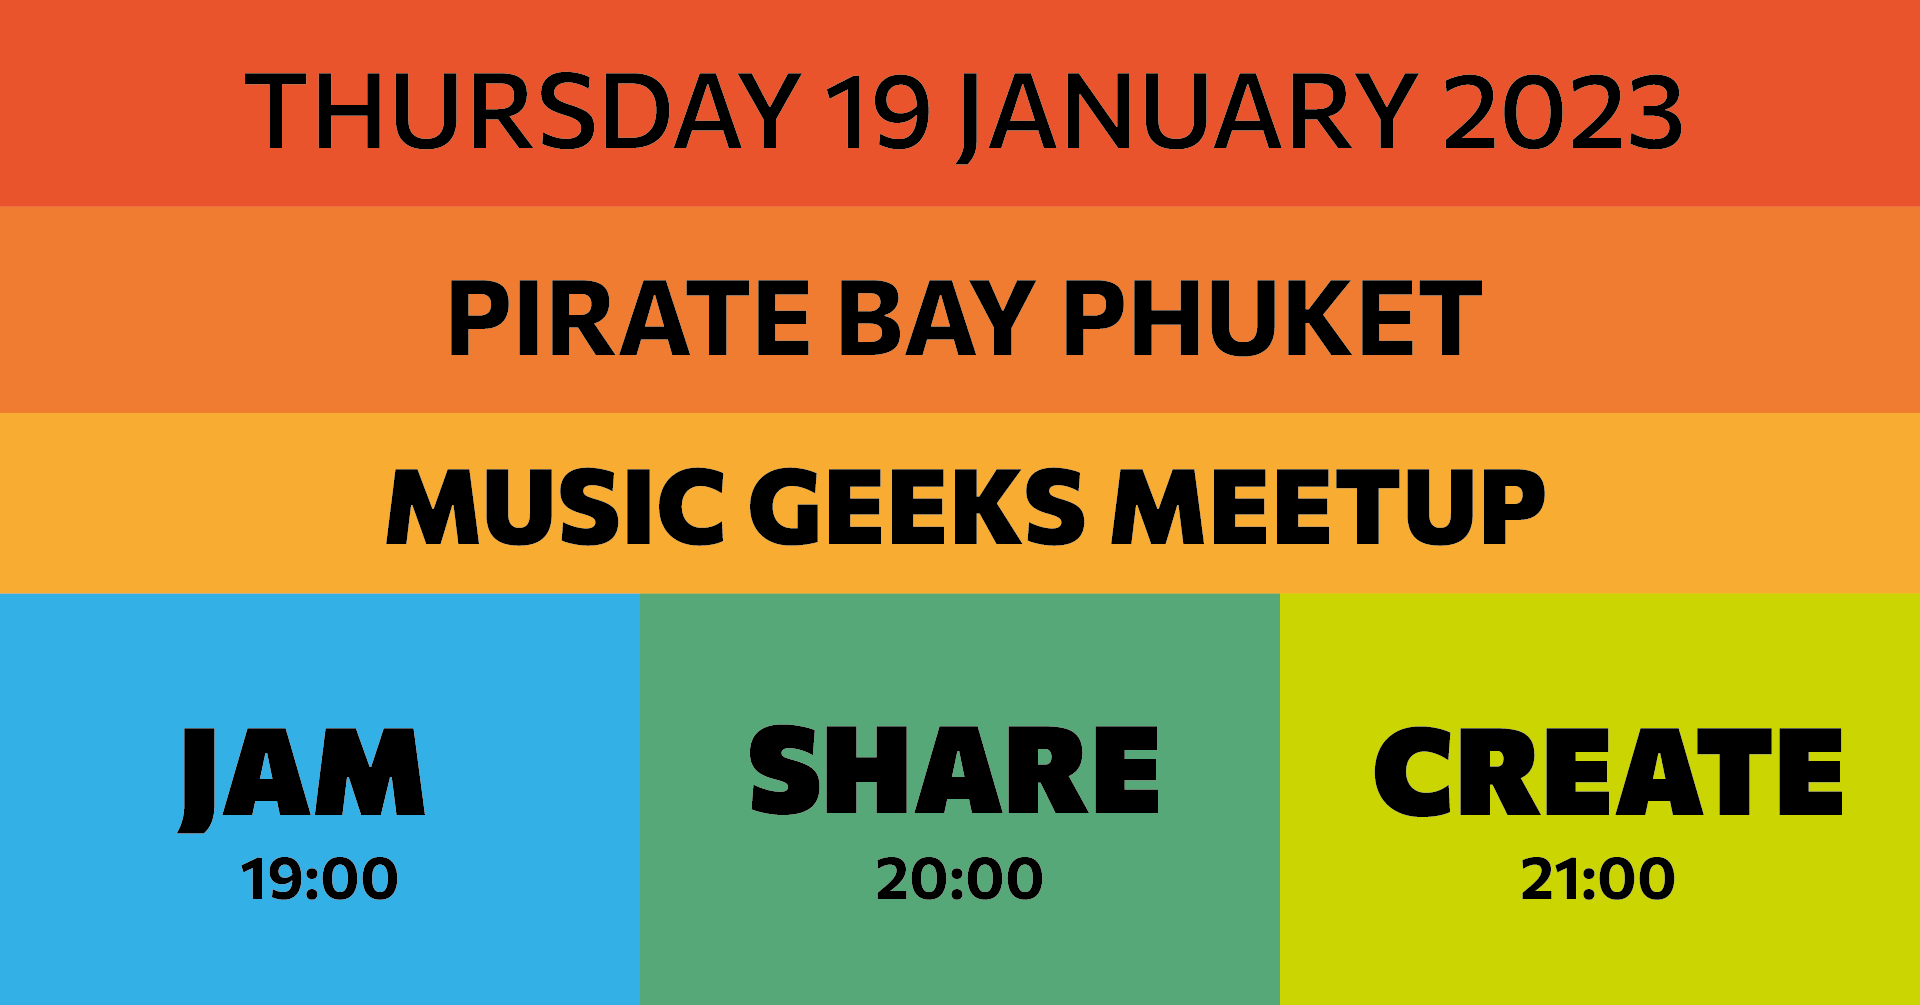 THURSDAY 19 JANUARY 2023
PIRATE BAY PHUKET
MUSIC GEEKS MEETUP
JAM
19:00
SHARE
20:00
CREATE
21:00